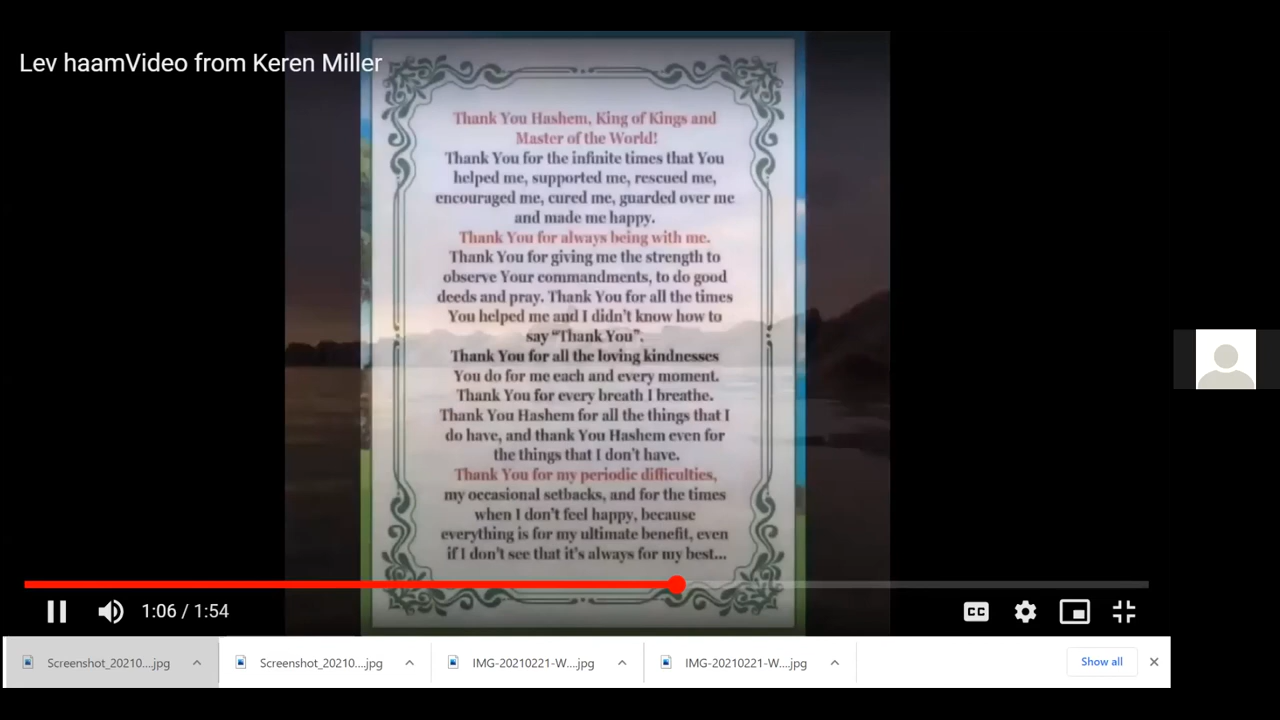 Lev haamVideo from Keren Miller
Thank You Hashem, King of Kings and
Master of the World!
Thank You for the infinite times that You
helped me, supported me, rescued me,
encouraged me, cured me, guarded over me
and made me happy.
Thank You for always being with me.
Thank You for giving me the strength to
observe Your commandments, to do good
deeds and pray. Thank You for all the times
You helped me and I didn't know how to
say “Thank You”.
Thank You for all the loving kindnesses
You do for me each and every moment.
Thank You for every breath I breathe.
Thank You Hashem for all the things that I
do have, and thank You Hashem even for
the things that I don't have.
Thank You for my periodic difficulties,
my occasional setbacks, and for the times
when I don't feel happy, because
everything is for my ultimate benefit, even
if I don't see that it's always for my best...
1:06 / 1:54
CC
Screenshot_20210....jpg
Screenshot_20210....jpg
IMG-20210221-W....jpg
IMG-20210221-W....jpg
Show all